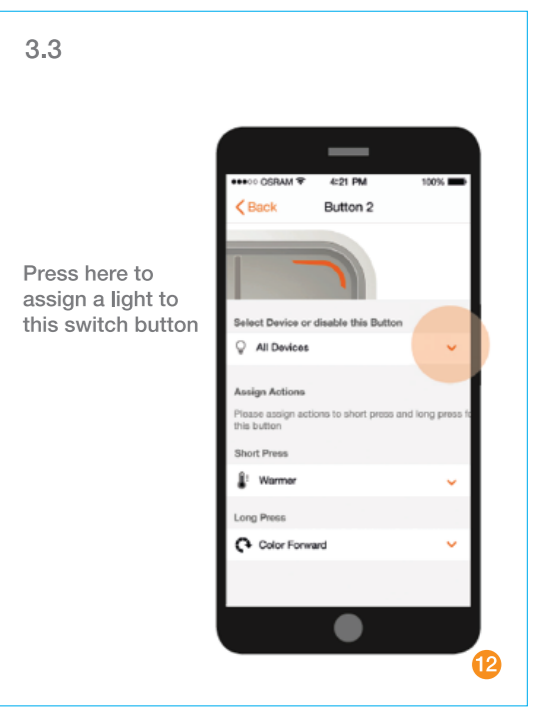 3.3
Press here to
assign a light to
this switch button
OSRAM 4:21 PM 100%
Back Button 2
Select Device or disable this Button
All Devices
Assign Actions
Please assign actions to short press and long press fo
this button
Short Press
Warmer
Long Press
Color Forward
12